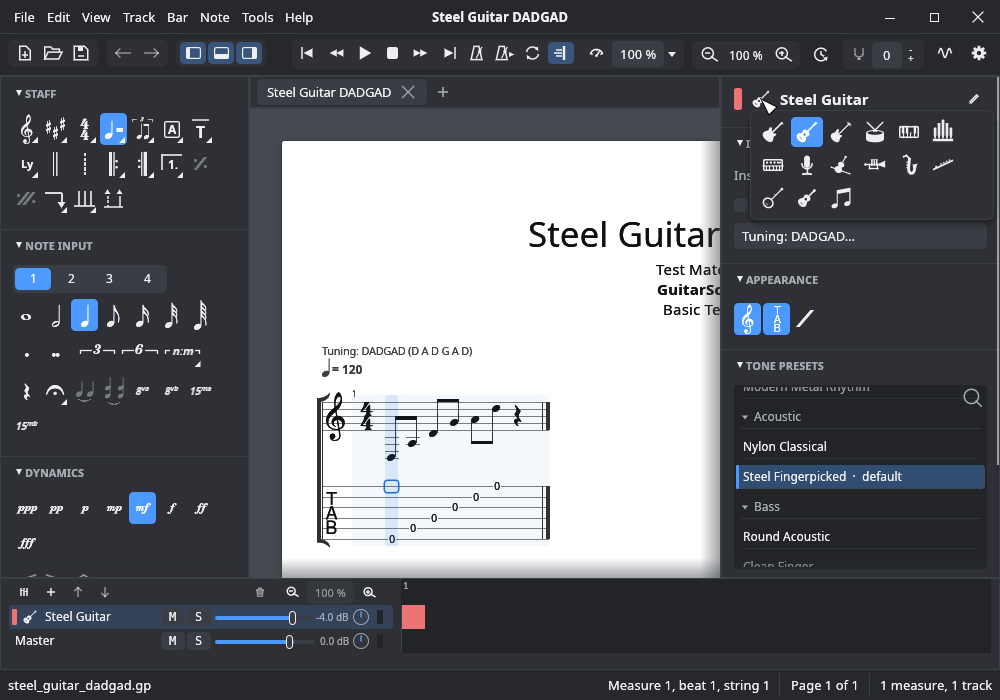 File Edit View Track Bar Note Tools Help
Steel Guitar DADGAD
100 %
100 %
0
STAFF
A
T
Ly
1.
NOTE INPUT
1 2 3 4
3 6 n:m
8va 8vb 15ma
15mb
DYNAMICS
ppp pp p mp mf f ff
fff
Steel Guitar DADGAD
Steel Guitar
Test Mate
GuitarSc
Basic Te
Tuning: DADGAD (D A D G A D)
= 120
1
4
4
T
A
B
0 0 0 0 0 0
Steel Guitar
Ins
Tuning: DADGAD...
APPEARANCE
TAB
TONE PRESETS
Modern Metal Rhythm
Acoustic
Nylon Classical
Steel Fingerpicked · default
Bass
Round Acoustic
Clean Finger
100 %
1
Steel Guitar M S -4.0 dB
Master M S 0.0 dB
steel_guitar_dadgad.gp
Measure 1, beat 1, string 1
Page 1 of 1
1 measure, 1 track